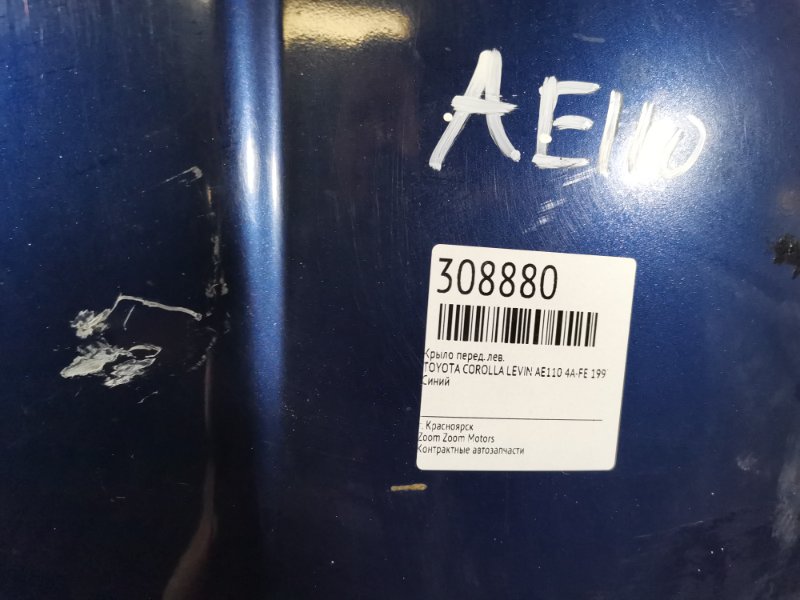 AE110
308880
Крыло перед. лев.
TOYOTA COROLLA LEVIN AE110 4A-FE 199
Синий
г. Красноярск
Zoom Zoom Motors
Контрактные автозапчасти